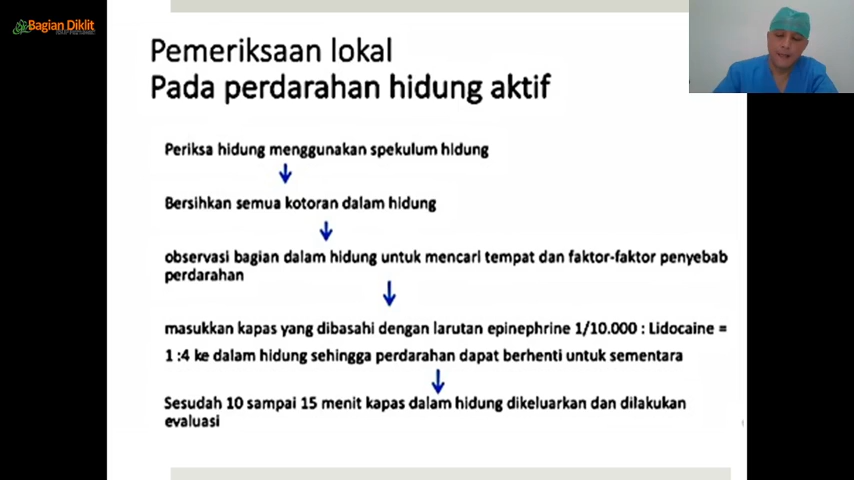 Bagian Diklit
Pemeriksaan lokal
Pada perdarahan hidung aktif
Periksa hidung menggunakan spekulum hidung
Bersihkan semua kotoran dalam hidung
observasi bagian dalam hidung untuk mencari tempat dan faktor-faktor penyebab
perdarahan
masukkan kapas yang dibasahi dengan larutan epinephrine 1/10.000 : Lidocaine =
1 :4 ke dalam hidung sehingga perdarahan dapat berhenti untuk sementara
Sesudah 10 sampai 15 menit kapas dalam hidung dikeluarkan dan dilakukan
evaluasi